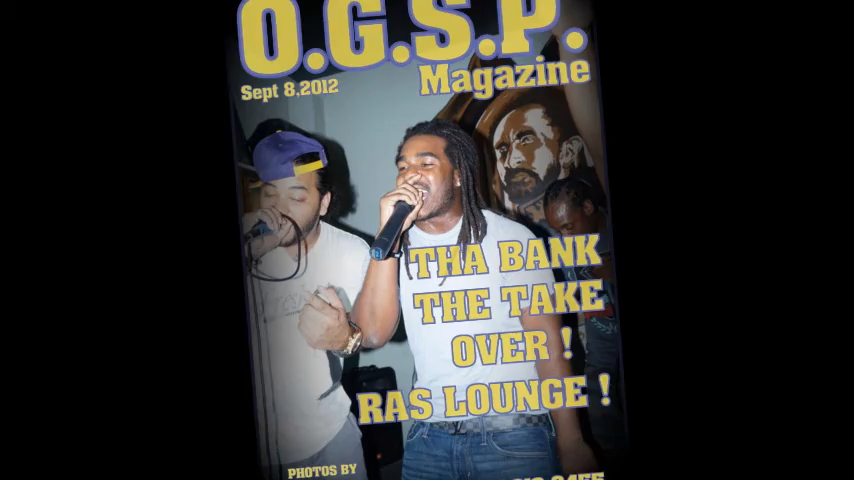 O.G.S.P.
Magazine
Sept 8,2012
THA BANK
THE TAKE
OVER !
RAS LOUNGE !
PHOTOS BY